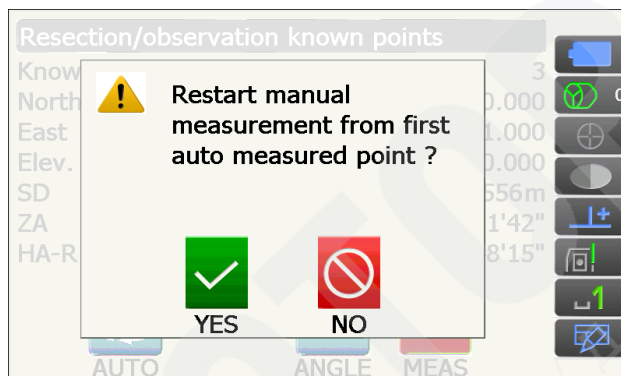 Resection/observation known points
Know
3
North
0.000
East
1.000
Elev.
0.000
SD
556m
ZA
1'42"
HA-R
8'15"
Restart manual
measurement from first
auto measured point ?
YES
NO
AUTO
ANGLE
MEAS
0
1